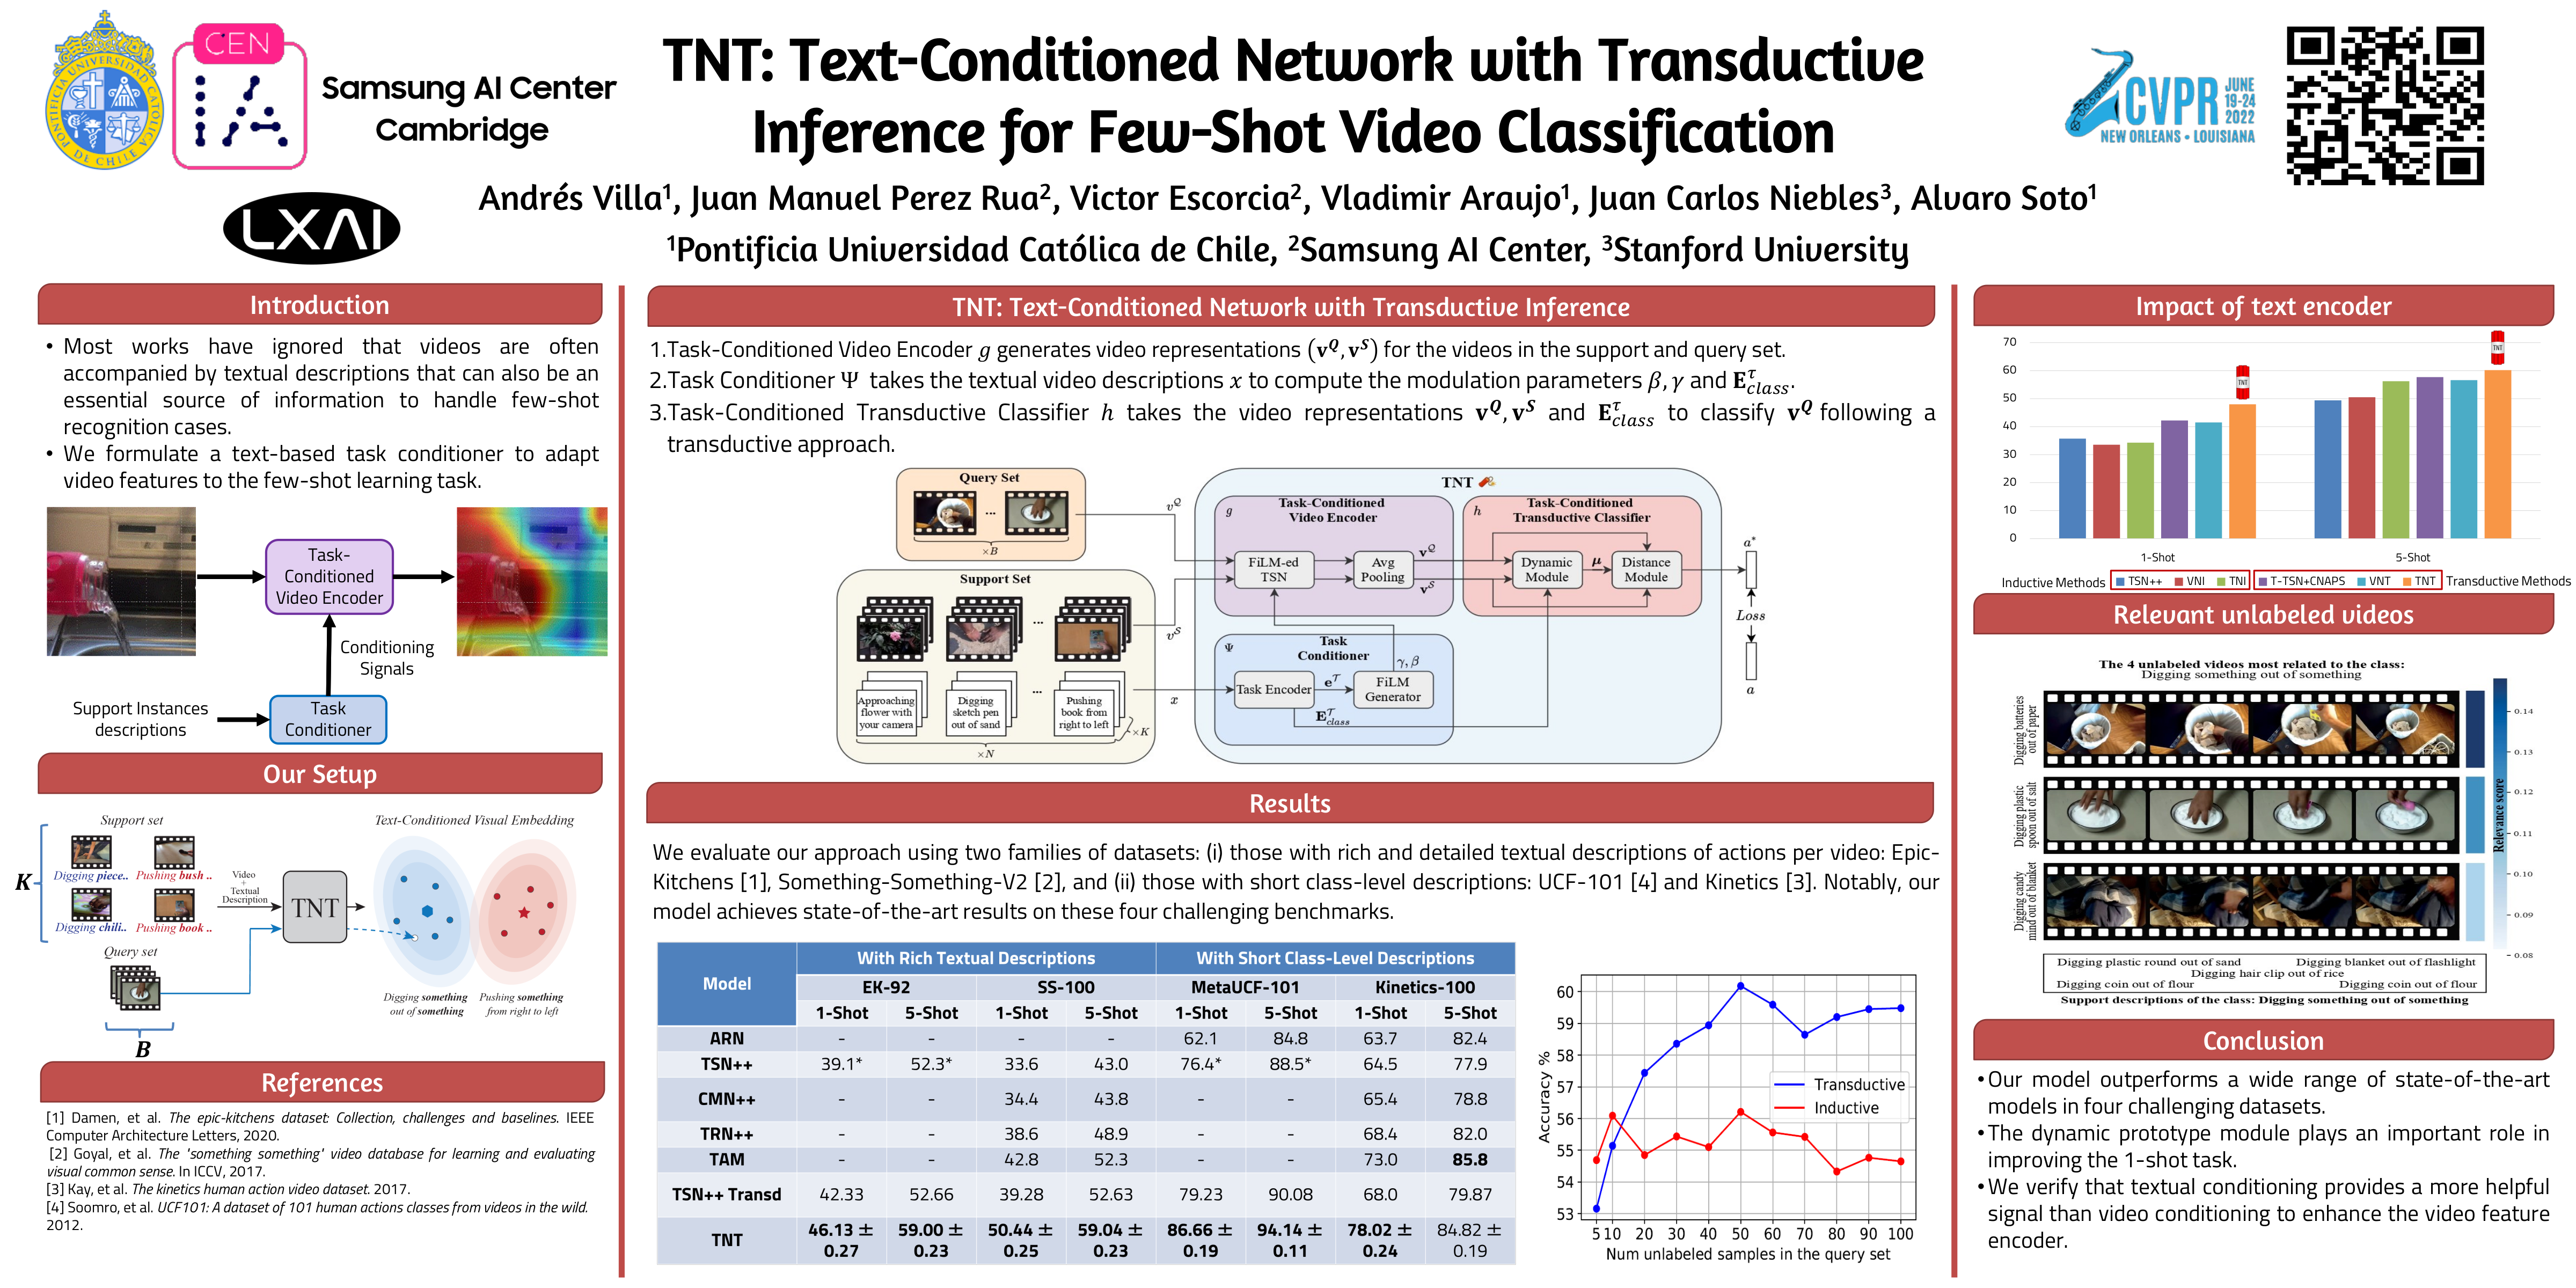 PONTIFICIA UNIVERSIDAD CATOLICA DE CHILE
CEN
IA
Samsung AI Center
Cambridge
LXAI
TNT: Text-Conditioned Network with Transductive
Inference for Few-Shot Video Classification
Andrés Villa¹, Juan Manuel Perez Rua², Victor Escorcia², Vladimir Araujo¹, Juan Carlos Niebles³, Alvaro Soto¹
¹Pontificia Universidad Católica de Chile, ²Samsung AI Center, ³Stanford University
CVPR JUNE 19-24 2022
NEW ORLEANS • LOUISIANA
Introduction
• Most works have ignored that videos are often
accompanied by textual descriptions that can also be an
essential source of information to handle few-shot
recognition cases.
• We formulate a text-based task conditioner to adapt
video features to the few-shot learning task.
Task-
Conditioned
Video Encoder
Conditioning
Signals
Support Instances
descriptions
Task
Conditioner
Our Setup
Support set
Text-Conditioned Visual Embedding
K
Digging piece.. Pushing bush ..
Digging chili.. Pushing book ..
Video
+
Textual
Description
TNT
Query set
B
Digging something
out of something
Pushing something
from right to left
References
[1] Damen, et al. The epic-kitchens dataset: Collection, challenges and baselines. IEEE
Computer Architecture Letters, 2020.
[2] Goyal, et al. The "something something" video database for learning and evaluating
visual common sense. In ICCV, 2017.
[3] Kay, et al. The kinetics human action video dataset. 2017.
[4] Soomro, et al. UCF101: A dataset of 101 human actions classes from videos in the wild.
2012.
TNT: Text-Conditioned Network with Transductive Inference
1.Task-Conditioned Video Encoder g generates video representations (v^Q, v^S) for the videos in the support and query set.
2.Task Conditioner Ψ takes the textual video descriptions x to compute the modulation parameters β, γ and E^τ_class.
3.Task-Conditioned Transductive Classifier h takes the video representations v^Q, v^S and E^τ_class to classify v^Q following a
transductive approach.
Query Set
...
×B
Support Set
...
Approaching
flower with
your camera
Digging
sketch pen
out of sand
...
Pushing
book from
right to left
×K
×N
v^Q
v^S
x
TNT
g
Task-Conditioned
Video Encoder
FiLM-ed
TSN
Avg
Pooling
v^Q
v^S
h
Task-Conditioned
Transductive Classifier
Dynamic
Module
μ
Distance
Module
Ψ
Task
Conditioner
γ, β
Task Encoder
e^T
FiLM
Generator
E^T_class
a*
Loss
a
Results
We evaluate our approach using two families of datasets: (i) those with rich and detailed textual descriptions of actions per video: Epic-
Kitchens [1], Something-Something-V2 [2], and (ii) those with short class-level descriptions: UCF-101 [4] and Kinetics [3]. Notably, our
model achieves state-of-the-art results on these four challenging benchmarks.
Model With Rich Textual Descriptions With Short Class-Level Descriptions
EK-92 SS-100 MetaUCF-101 Kinetics-100
1-Shot 5-Shot 1-Shot 5-Shot 1-Shot 5-Shot 1-Shot 5-Shot
ARN - - - - 62.1 84.8 63.7 82.4
TSN++ 39.1* 52.3* 33.6 43.0 76.4* 88.5* 64.5 77.9
CMN++ - - 34.4 43.8 - - 65.4 78.8
TRN++ - - 38.6 48.9 - - 68.4 82.0
TAM - - 42.8 52.3 - - 73.0 85.8
TSN++ Transd 42.33 52.66 39.28 52.63 79.23 90.08 68.0 79.87
TNT 46.13 ± 0.27 59.00 ± 0.23 50.44 ± 0.25 59.04 ± 0.23 86.66 ± 0.19 94.14 ± 0.11 78.02 ± 0.24 84.82 ± 0.19
Accuracy %
60
59
58
57
56
55
54
53
Transductive
Inductive
5 10 20 30 40 50 60 70 80 90 100
Num unlabeled samples in the query set
Impact of text encoder
70
60
50
40
30
20
10
0
TNT
TNT
1-Shot 5-Shot
Inductive Methods TSN++ VNI TNI T-TSN+CNAPS VNT TNT Transductive Methods
Relevant unlabeled videos
The 4 unlabeled videos most related to the class:
Digging something out of something
Digging batteries
out of paper
Digging plastic
spoon out of salt
Digging candy
mind out of blanket
0.14
0.13
0.12
0.11
0.10
0.09
0.08
Relevance score
Digging plastic round out of sand Digging blanket out of flashlight
Digging hair clip out of rice
Digging coin out of flour Digging coin out of flour
Support descriptions of the class: Digging something out of something
Conclusion
•Our model outperforms a wide range of state-of-the-art
models in four challenging datasets.
•The dynamic prototype module plays an important role in
improving the 1-shot task.
•We verify that textual conditioning provides a more helpful
signal than video conditioning to enhance the video feature
encoder.